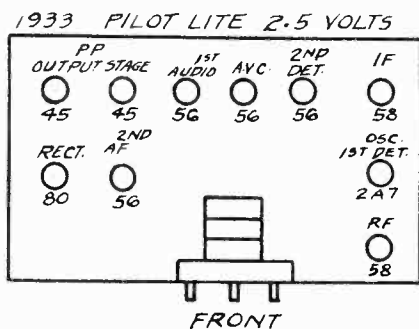 1933 PILOT LITE 2.5 VOLTS
PP
OUTPUT STAGE
1ST
AUDIO
A.V.C.
2ND
DET.
IF
45
45
56
56
56
58
RECT.
2ND
AF
OSC.
1ST DET.
80
56
2A7
RF
58
FRONT